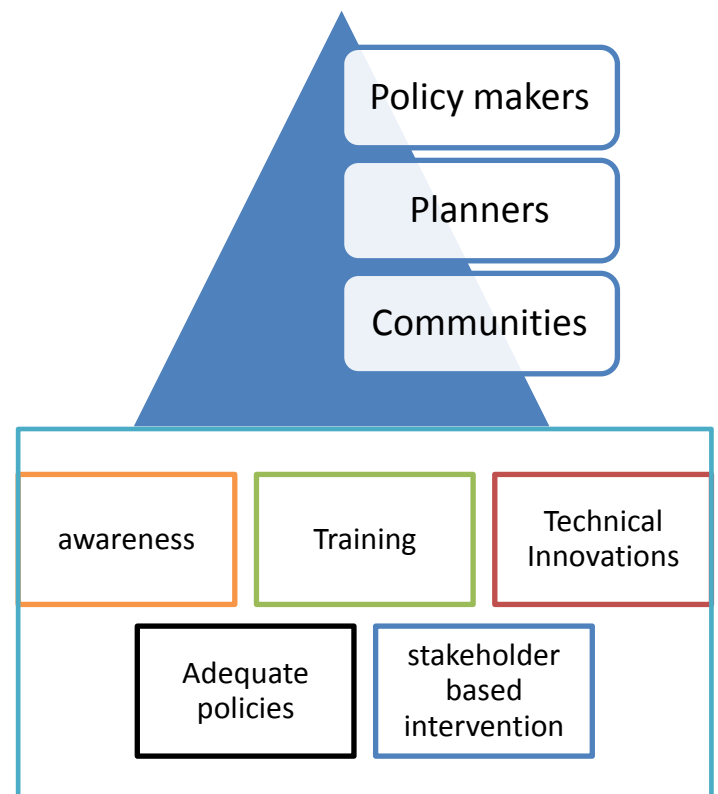 Policy makers
Planners
Communities
awareness
Training
Technical
Innovations
Adequate
policies
stakeholder
based
intervention